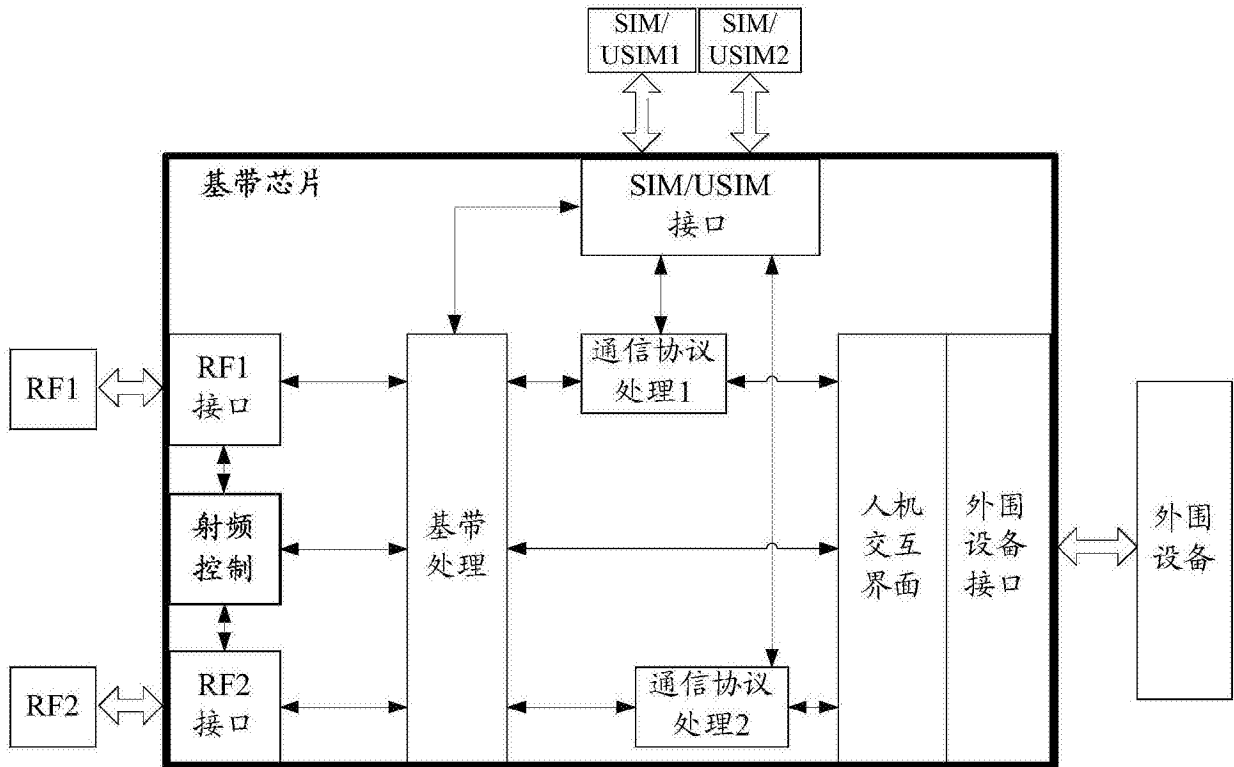 SIM/
USIM1
SIM/
USIM2
基带芯片
SIM/USIM
接口
RF1
RF1
接口
通信协议
处理1
射频
控制
基带
处理
人机
交互
界面
外围
设备
接口
外围
设备
RF2
RF2
接口
通信协议
处理2